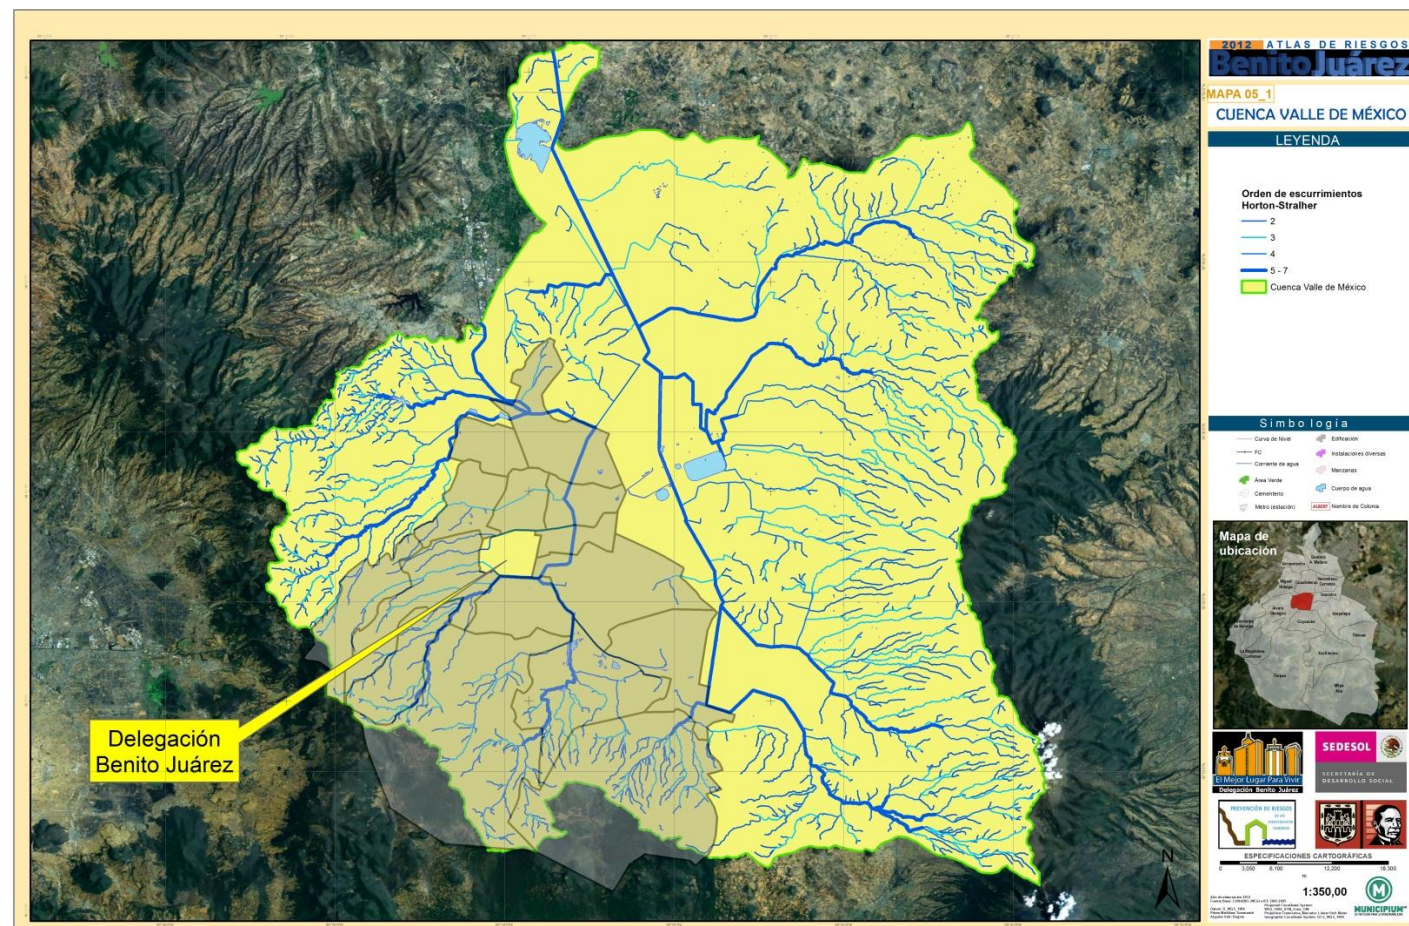 2012 ATLAS DE RIESGOS
Benito Juárez
MAPA 05_1
CUENCA VALLE DE MÉXICO
LEYENDA
Orden de escurrimientos
Horton-Stralher
2
3
4
5 - 7
Cuenca Valle de México
Simbología
Curva de Nivel
Edificación
FC
Instalaciones diversas
Corriente de agua
Manzanas
Área Verde
Cuerpo de agua
Cementerio
Metro (estación)
ALBERT Nombre de Colonia
Mapa de
ubicación
Delegación
Benito Juárez
El Mejor Lugar Para Vivir
Delegación Benito Juárez
SEDESOL
SECRETARÍA DE
DESARROLLO SOCIAL
PREVENCIÓN DE RIESGOS
ESPECIFICACIONES CARTOGRÁFICAS
0 3,050 6,100 12,200 18,300
m
N
1:350,00
MUNICIPIUM